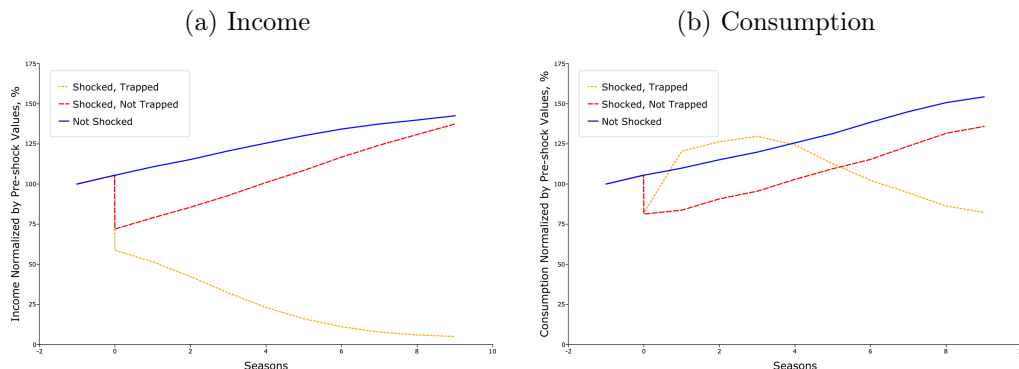 (a) Income
175
150
125
100
75
50
25
0
-2
0
2
4
6
8
10
Income Normalized by Pre-shock Values, %
Seasons
Shocked, Trapped
Shocked, Not Trapped
Not Shocked
(b) Consumption
175
150
125
100
75
50
25
0
-2
0
2
4
6
8
Consumption Normalized by Pre-shock Values, %
Seasons
Shocked, Trapped
Shocked, Not Trapped
Not Shocked